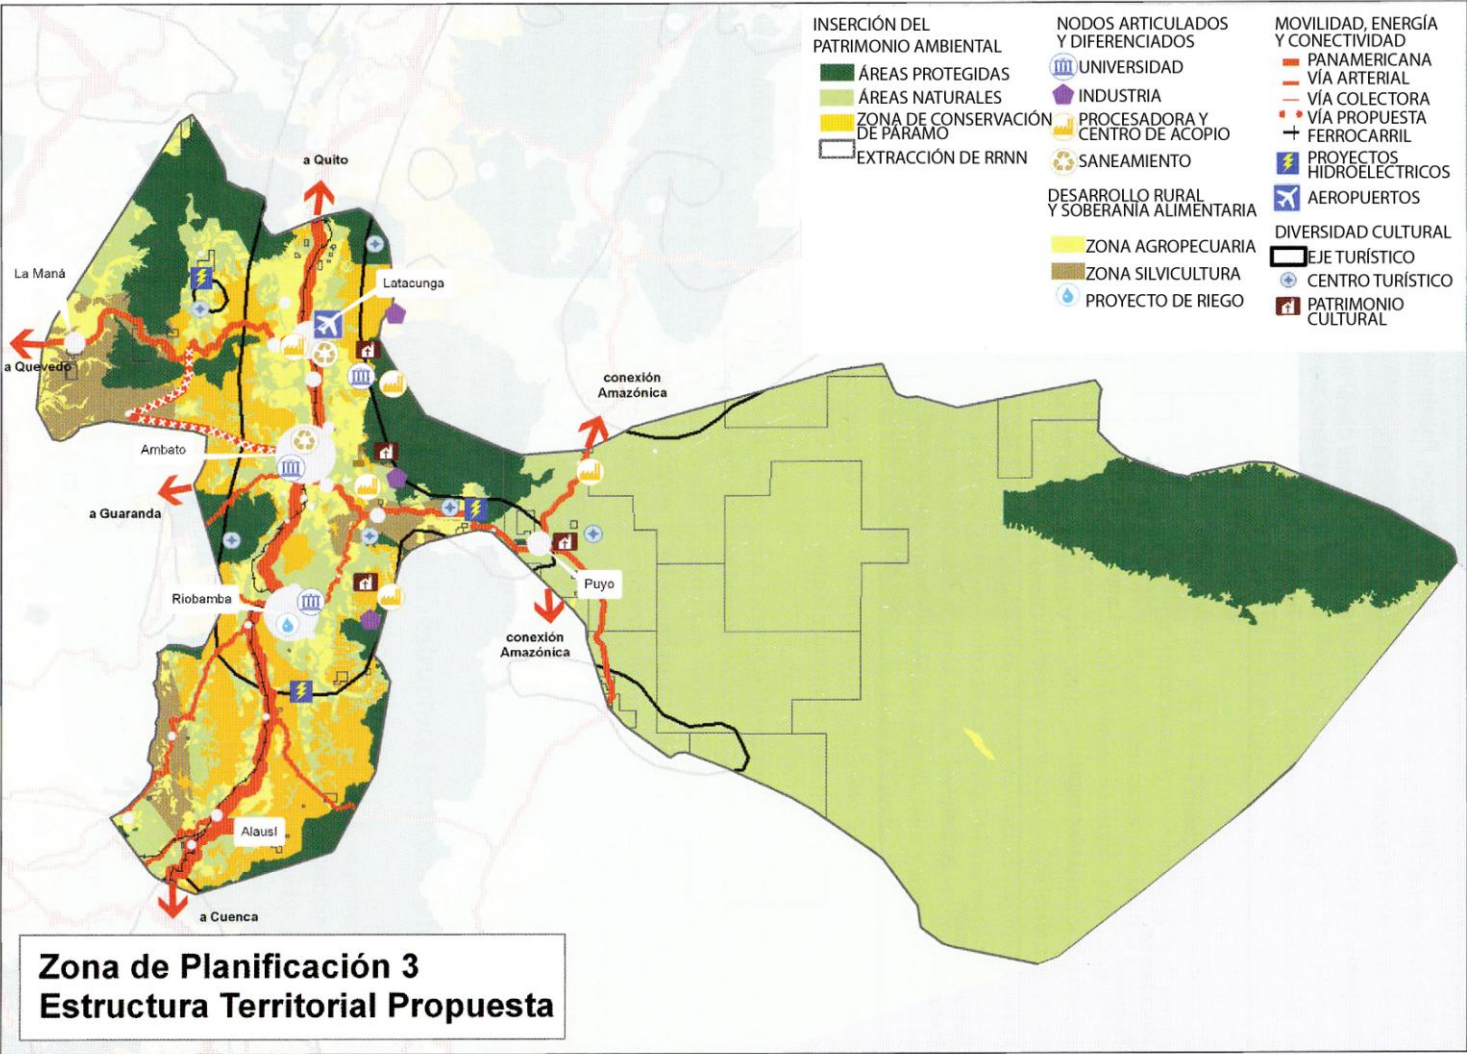 INSERCIÓN DEL
PATRIMONIO AMBIENTAL
ÁREAS PROTEGIDAS
ÁREAS NATURALES
ZONA DE CONSERVACIÓN
DE PÁRAMO
EXTRACCIÓN DE RRNN
NODOS ARTICULADOS
Y DIFERENCIADOS
UNIVERSIDAD
INDUSTRIA
PROCESADORA Y
CENTRO DE ACOPIO
SANEAMIENTO
DESARROLLO RURAL
Y SOBERANÍA ALIMENTARIA
ZONA AGROPECUARIA
ZONA SILVICULTURA
PROYECTO DE RIEGO
MOVILIDAD, ENERGÍA
Y CONECTIVIDAD
PANAMERICANA
VÍA ARTERIAL
VÍA COLECTORA
VÍA PROPUESTA
FERROCARRIL
PROYECTOS
HIDROELECTRICOS
AEROPUERTOS
DIVERSIDAD CULTURAL
EJE TURÍSTICO
CENTRO TURÍSTICO
PATRIMONIO
CULTURAL
a Quito
La Maná
Latacunga
a Quevedo
conexión
Amazónica
Ambato
a Guaranda
Puyo
Riobamba
conexión
Amazónica
Alausí
a Cuenca
Zona de Planificación 3
Estructura Territorial Propuesta